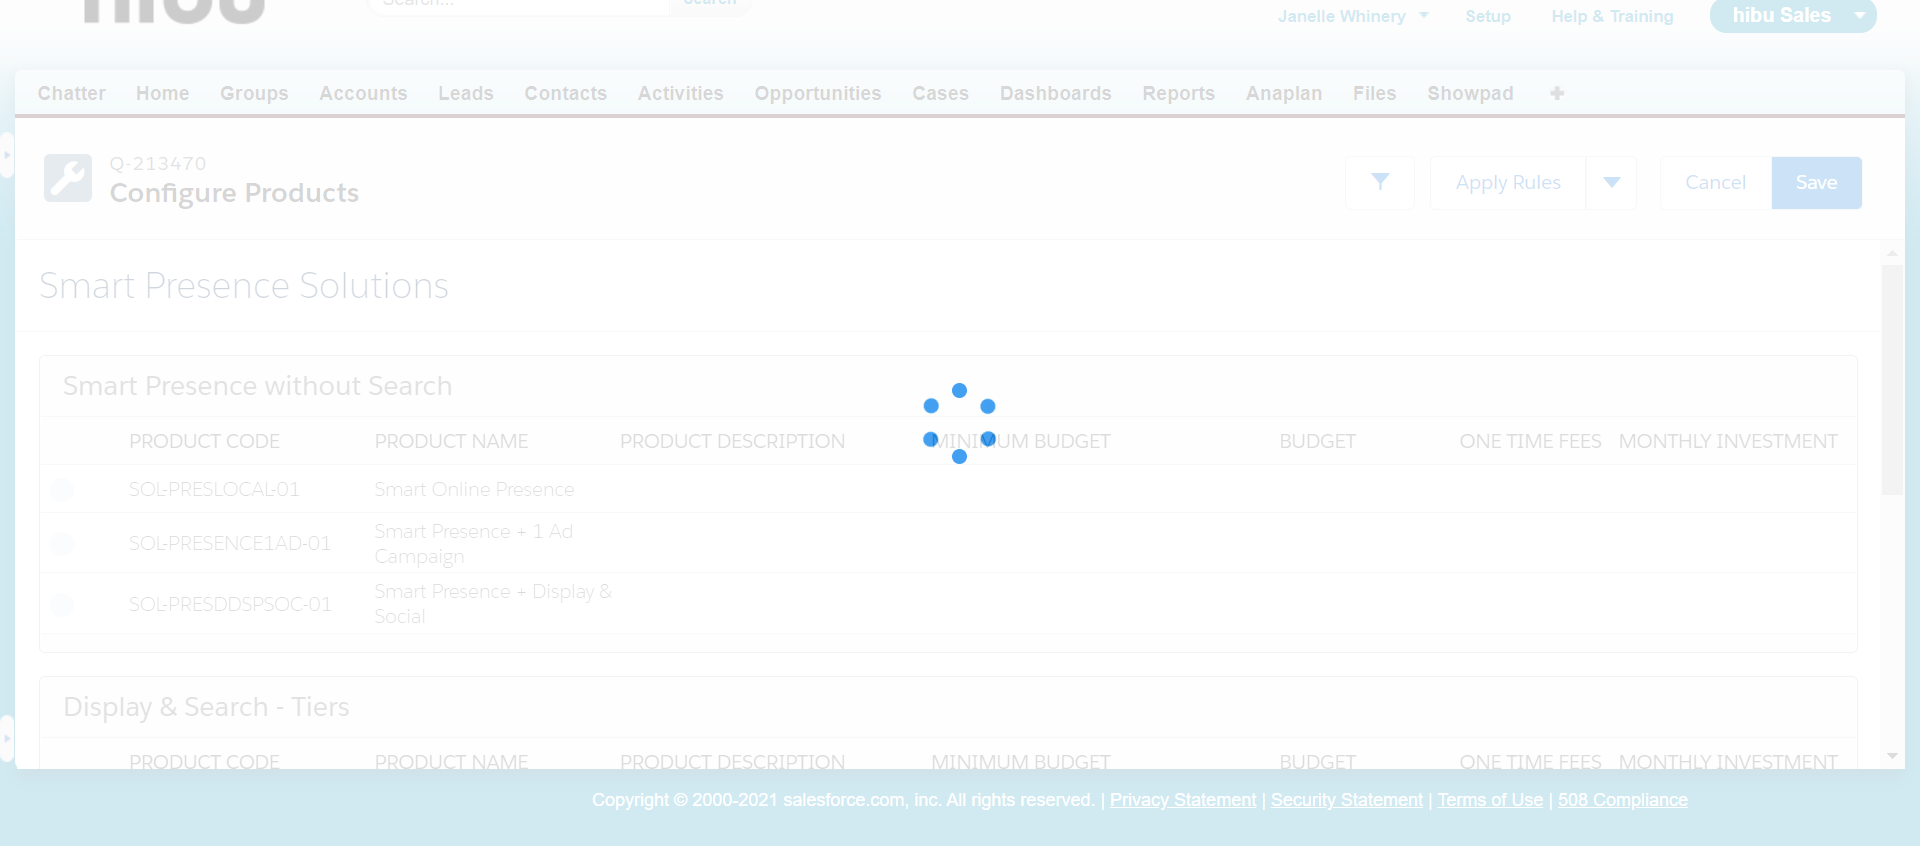 hibu
Search...
Search
Janelle Whinery
Setup
Help & Training
hibu Sales
Chatter Home Groups Accounts Leads Contacts Activities Opportunities Cases Dashboards Reports Anaplan Files Showpad
Q-213470
Configure Products
Apply Rules
Cancel
Save
Smart Presence Solutions
Smart Presence without Search
PRODUCT CODE PRODUCT NAME PRODUCT DESCRIPTION MINIMUM BUDGET BUDGET ONE TIME FEES MONTHLY INVESTMENT
SOL-PRESLOCAL-01 Smart Online Presence
SOL-PRESENCE1AD-01 Smart Presence + 1 Ad
Campaign
SOL-PRESDDSPSOC-01 Smart Presence + Display &
Social
Display & Search - Tiers
PRODUCT CODE PRODUCT NAME PRODUCT DESCRIPTION MINIMUM BUDGET BUDGET ONE TIME FEES MONTHLY INVESTMENT
Copyright © 2000-2021 salesforce.com, inc. All rights reserved. | Privacy Statement | Security Statement | Terms of Use | 508 Compliance